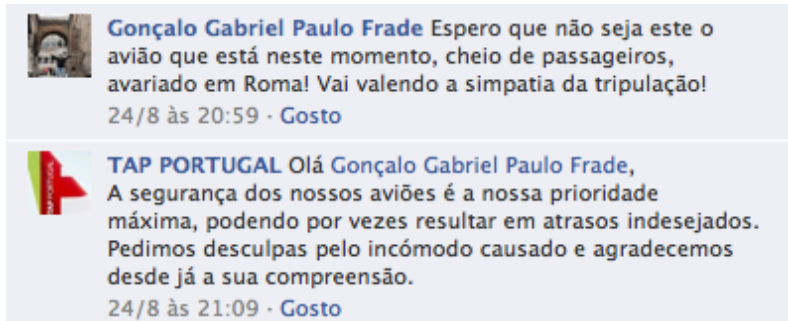 Gonçalo Gabriel Paulo Frade Espero que não seja este o
avião que está neste momento, cheio de passageiros,
avariado em Roma! Vai valendo a simpatia da tripulação!
24/8 às 20:59 · Gosto
TAP PORTUGAL Olá Gonçalo Gabriel Paulo Frade,
A segurança dos nossos aviões é a nossa prioridade
máxima, podendo por vezes resultar em atrasos indesejados.
Pedimos desculpas pelo incómodo causado e agradecemos
desde já a sua compreensão.
24/8 às 21:09 · Gosto
TAP PORTUGAL